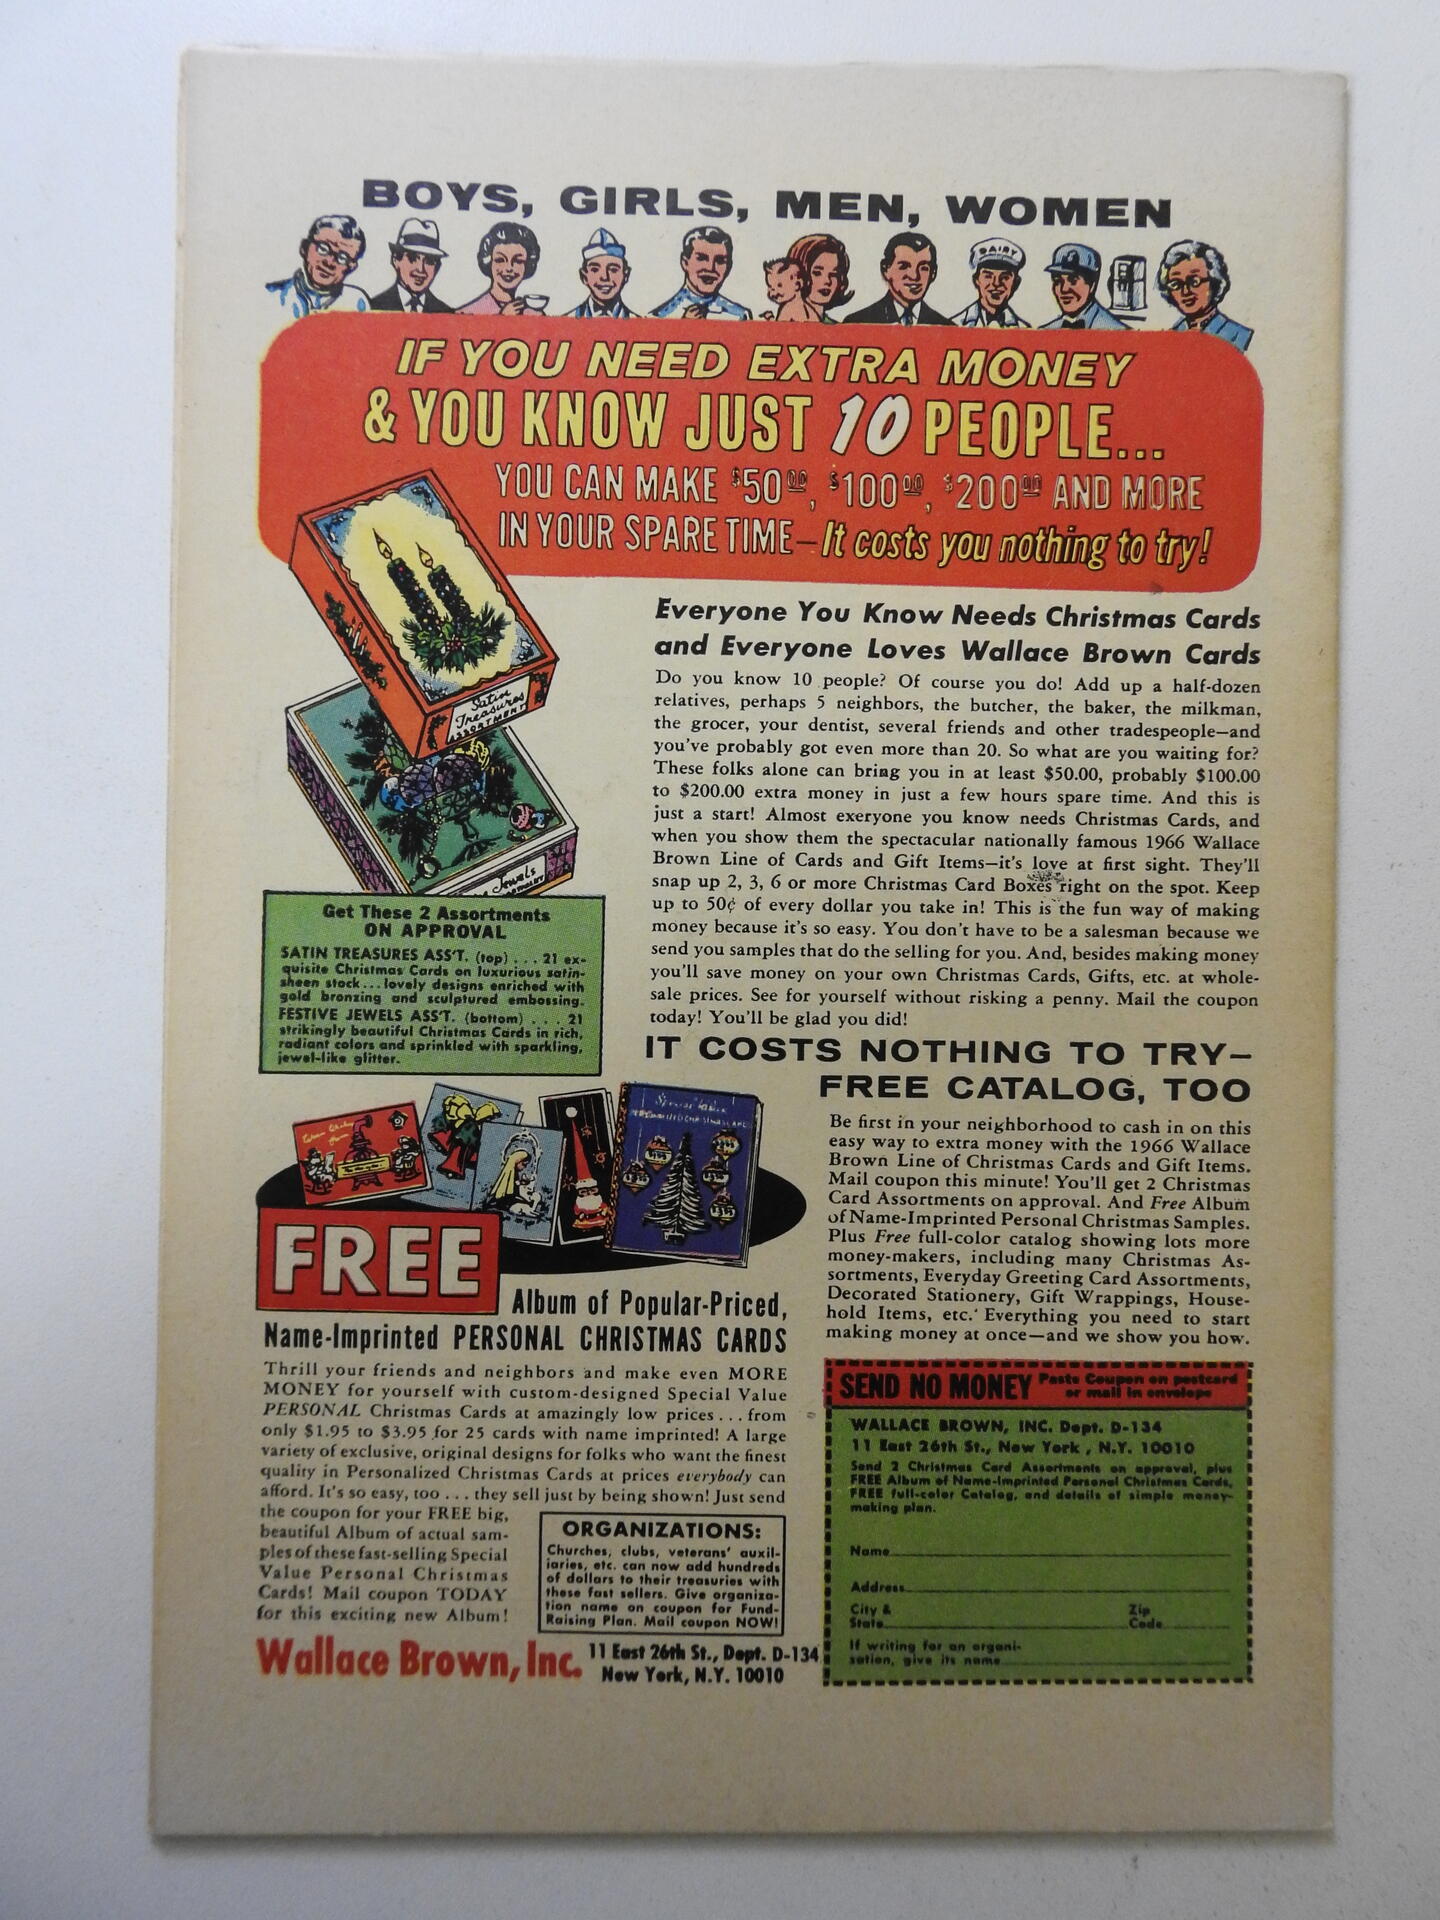 BOYS, GIRLS, MEN, WOMEN
DAIRY
IF YOU NEED EXTRA MONEY
& YOU KNOW JUST 10 PEOPLE...
YOU CAN MAKE $50.00, $100.00, $200.00 AND MORE
IN YOUR SPARE TIME—It costs you nothing to try!
Satin
Treasures
ASSORTMENT
Jewels
Everyone You Know Needs Christmas Cards
and Everyone Loves Wallace Brown Cards
Do you know 10 people? Of course you do! Add up a half-dozen
relatives, perhaps 5 neighbors, the butcher, the baker, the milkman,
the grocer, your dentist, several friends and other tradespeople—and
you've probably got even more than 20. So what are you waiting for?
These folks alone can bring you in at least $50.00, probably $100.00
to $200.00 extra money in just a few hours spare time. And this is
just a start! Almost exeryone you know needs Christmas Cards, and
when you show them the spectacular nationally famous 1966 Wallace
Brown Line of Cards and Gift Items—it's love at first sight. They'll
snap up 2, 3, 6 or more Christmas Card Boxes right on the spot. Keep
up to 50¢ of every dollar you take in! This is the fun way of making
money because it's so easy. You don't have to be a salesman because we
send you samples that do the selling for you. And, besides making money
you'll save money on your own Christmas Cards, Gifts, etc. at whole-
sale prices. See for yourself without risking a penny. Mail the coupon
today! You'll be glad you did!
Get These 2 Assortments
ON APPROVAL
SATIN TREASURES ASS'T. (top) . . . 21 ex-
quisite Christmas Cards on luxurious satin-
sheen stock...lovely designs enriched with
gold bronzing and sculptured embossing.
FESTIVE JEWELS ASS'T. (bottom) . . . 21
strikingly beautiful Christmas Cards in rich,
radiant colors and sprinkled with sparkling,
jewel-like glitter.
IT COSTS NOTHING TO TRY—
FREE CATALOG, TOO
Be first in your neighborhood to cash in on this
easy way to extra money with the 1966 Wallace
Brown Line of Christmas Cards and Gift Items.
Mail coupon this minute! You'll get 2 Christmas
Card Assortments on approval. And Free Album
of Name-Imprinted Personal Christmas Samples.
Plus Free full-color catalog showing lots more
money-makers, including many Christmas As-
sortments, Everyday Greeting Card Assortments,
Decorated Stationery, Gift Wrappings, House-
hold Items, etc. Everything you need to start
making money at once—and we show you how.
FREE
Album of Popular-Priced,
Name-Imprinted PERSONAL CHRISTMAS CARDS
Thrill your friends and neighbors and make even MORE
MONEY for yourself with custom-designed Special Value
PERSONAL Christmas Cards at amazingly low prices . . . from
only $1.95 to $3.95 for 25 cards with name imprinted! A large
variety of exclusive, original designs for folks who want the finest
quality in Personalized Christmas Cards at prices everybody can
afford. It's so easy, too . . . they sell just by being shown! Just send
the coupon for your FREE big,
beautiful Album of actual sam-
ples of these fast-selling Special
Value Personal Christmas
Cards! Mail coupon TODAY
for this exciting new Album!
ORGANIZATIONS:
Churches, clubs, veterans' auxil-
iaries, etc. can now add hundreds
of dollars to their treasuries with
these fast sellers. Give organiza-
tion name on coupon for Fund-
Raising Plan. Mail coupon NOW!
Wallace Brown, Inc.
11 East 26th St., Dept. D-134
New York, N.Y. 10010
SEND NO MONEY Paste Coupon on postcard
or mail in envelope
WALLACE BROWN, INC. Dept. D-134
11 East 26th St., New York , N.Y. 10010
Send 2 Christmas Card Assortments on approval, plus
FREE Album of Name-Imprinted Personal Christmas Cards,
FREE full-color Catalog, and details of simple money-
making plan.
Name
Address
City & Zip
State Code
If writing for an organi-
zation, give its name